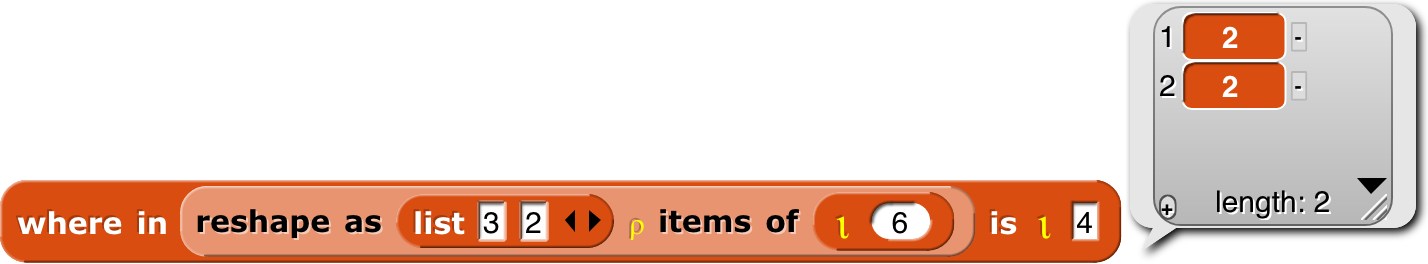 1 2 -
2 2 -
+ length: 2
where in reshape as list 3 2 ρ items of ⍳ 6 is ⍳ 4